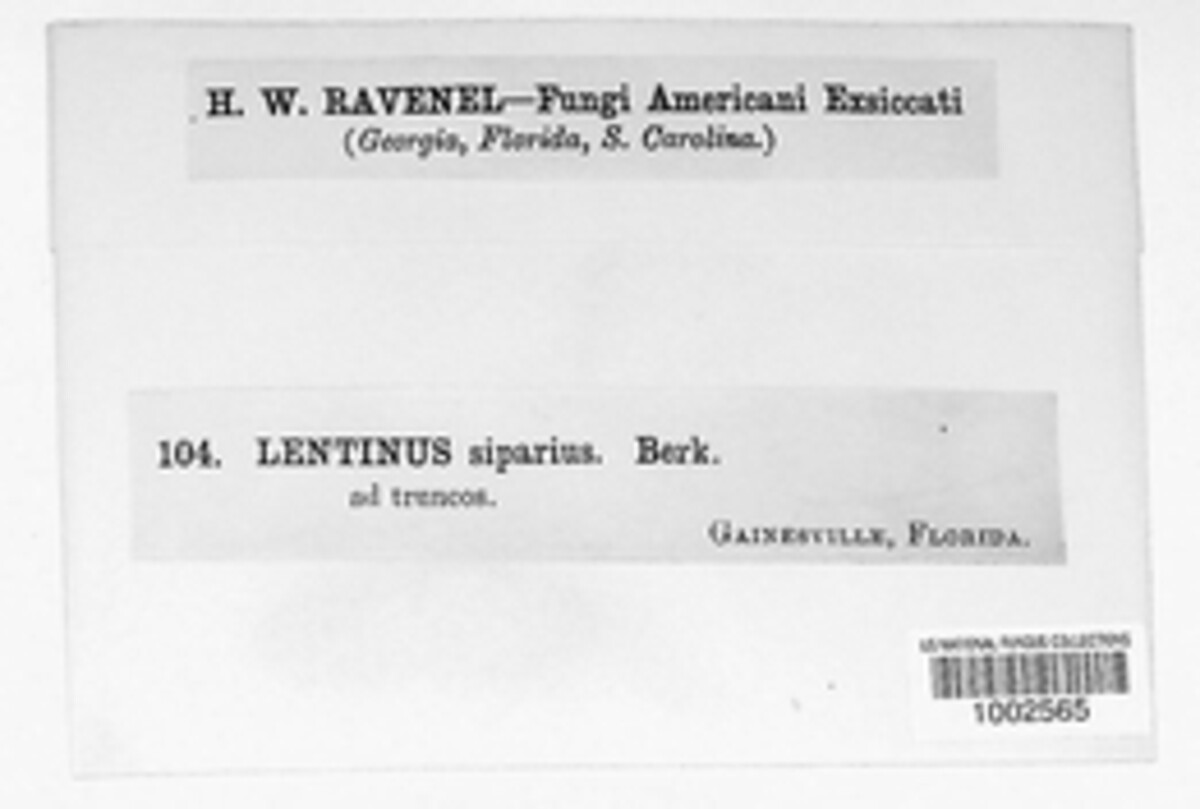 H. W. RAVENEL—Fungi Americani Exsiccati
(Georgia, Florida, S. Carolina.)
104. LENTINUS siparius. Berk.
ad truncos.
GAINESVILLE, FLORIDA.
US NATIONAL FUNGUS COLLECTIONS
1002565